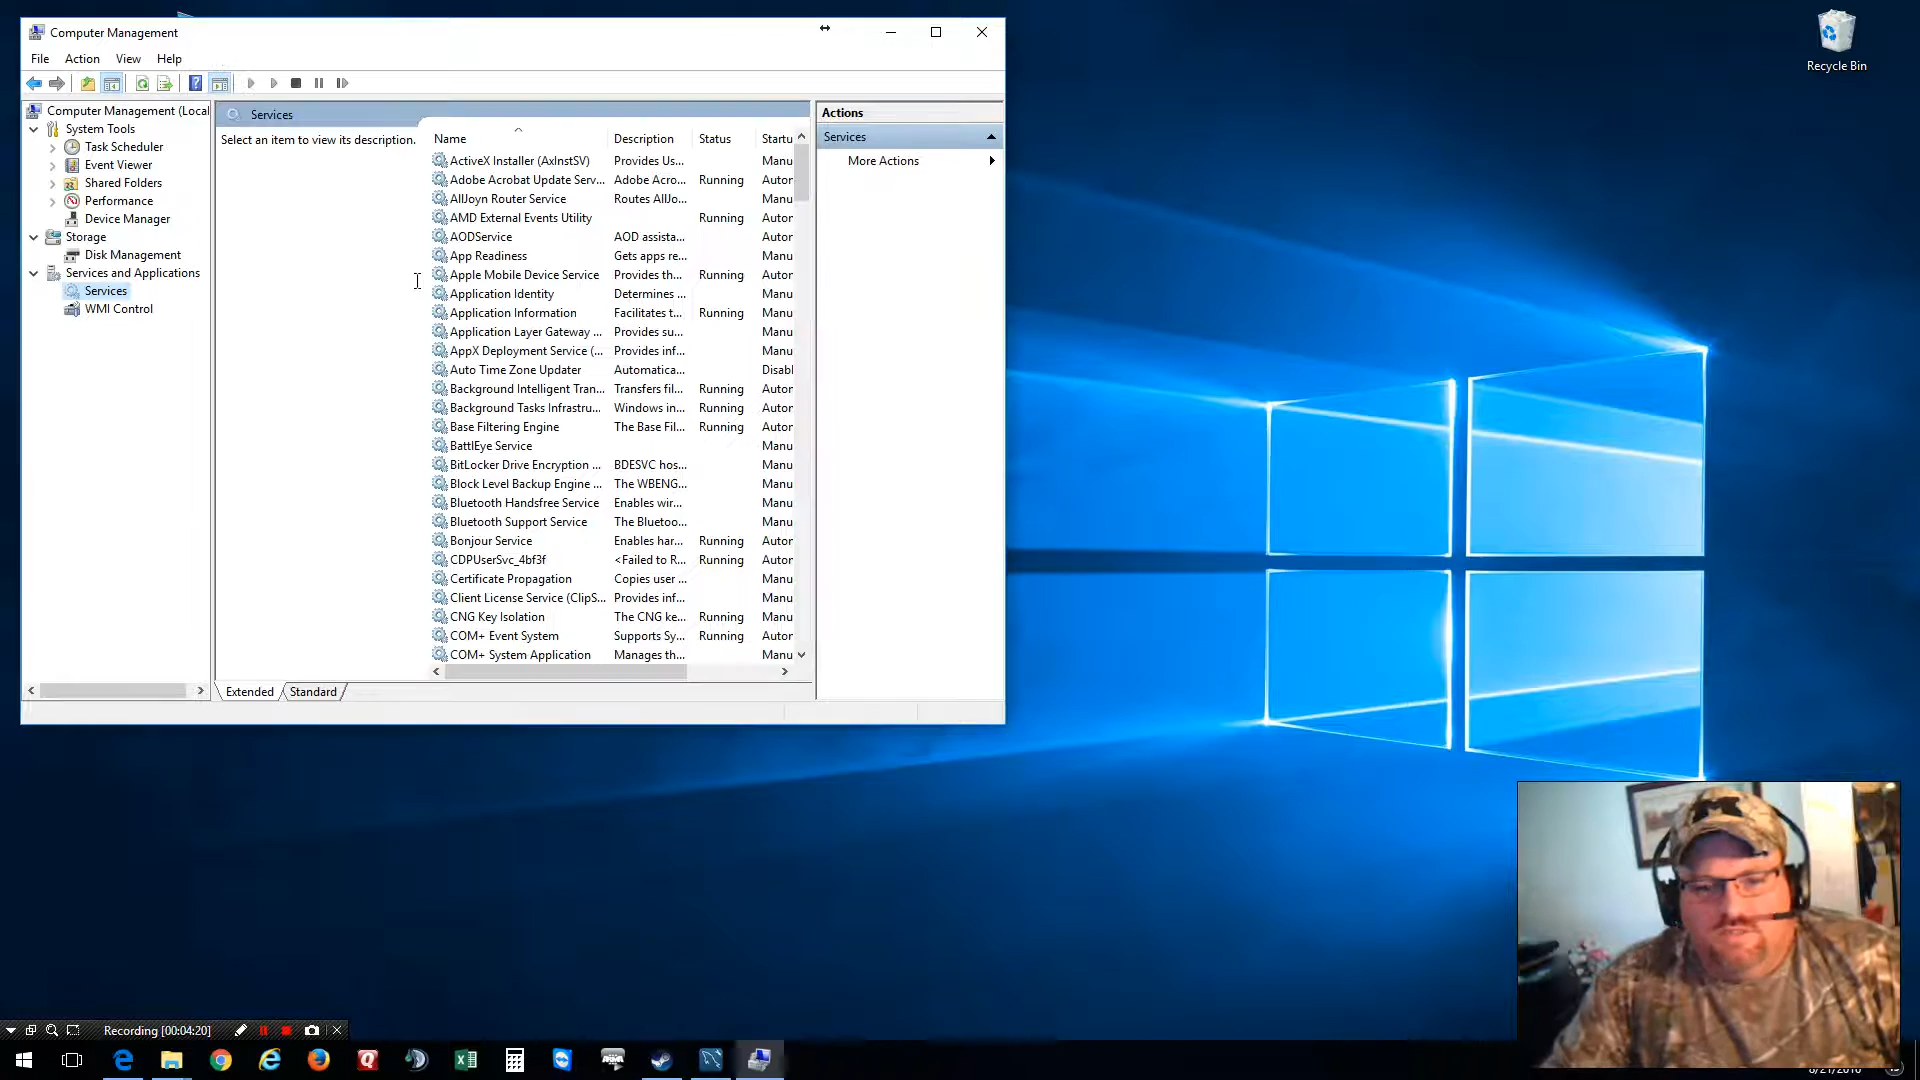 Computer Management
Recycle Bin
File Action View Help
Computer Management (Local
System Tools
Task Scheduler
Event Viewer
Shared Folders
Performance
Device Manager
Storage
Disk Management
Services and Applications
Services
WMI Control
Services
Select an item to view its description.
Name Description Status Startu
ActiveX Installer (AxInstSV) Provides Us... Manu
Adobe Acrobat Update Serv... Adobe Acro... Running Autor
AllJoyn Router Service Routes AllJo... Manu
AMD External Events Utility Running Autor
AODService AOD assista... Autor
App Readiness Gets apps re... Manu
Apple Mobile Device Service Provides th... Running Autor
Application Identity Determines ... Manu
Application Information Facilitates t... Running Manu
Application Layer Gateway ... Provides su... Manu
AppX Deployment Service (... Provides inf... Manu
Auto Time Zone Updater Automatica... Disabl
Background Intelligent Tran... Transfers fil... Running Autor
Background Tasks Infrastru... Windows in... Running Autor
Base Filtering Engine The Base Fil... Running Autor
BattlEye Service Manu
BitLocker Drive Encryption ... BDESVC hos... Manu
Block Level Backup Engine ... The WBENG... Manu
Bluetooth Handsfree Service Enables wir... Manu
Bluetooth Support Service The Bluetoo... Manu
Bonjour Service Enables har... Running Autor
CDPUserSvc_4bf3f <Failed to R... Running Autor
Certificate Propagation Copies user ... Manu
Client License Service (ClipS... Provides inf... Manu
CNG Key Isolation The CNG ke... Running Manu
COM+ Event System Supports Sy... Running Autor
COM+ System Application Manages th... Manu
Extended Standard
Actions
Services
More Actions
Recording [00:04:20]